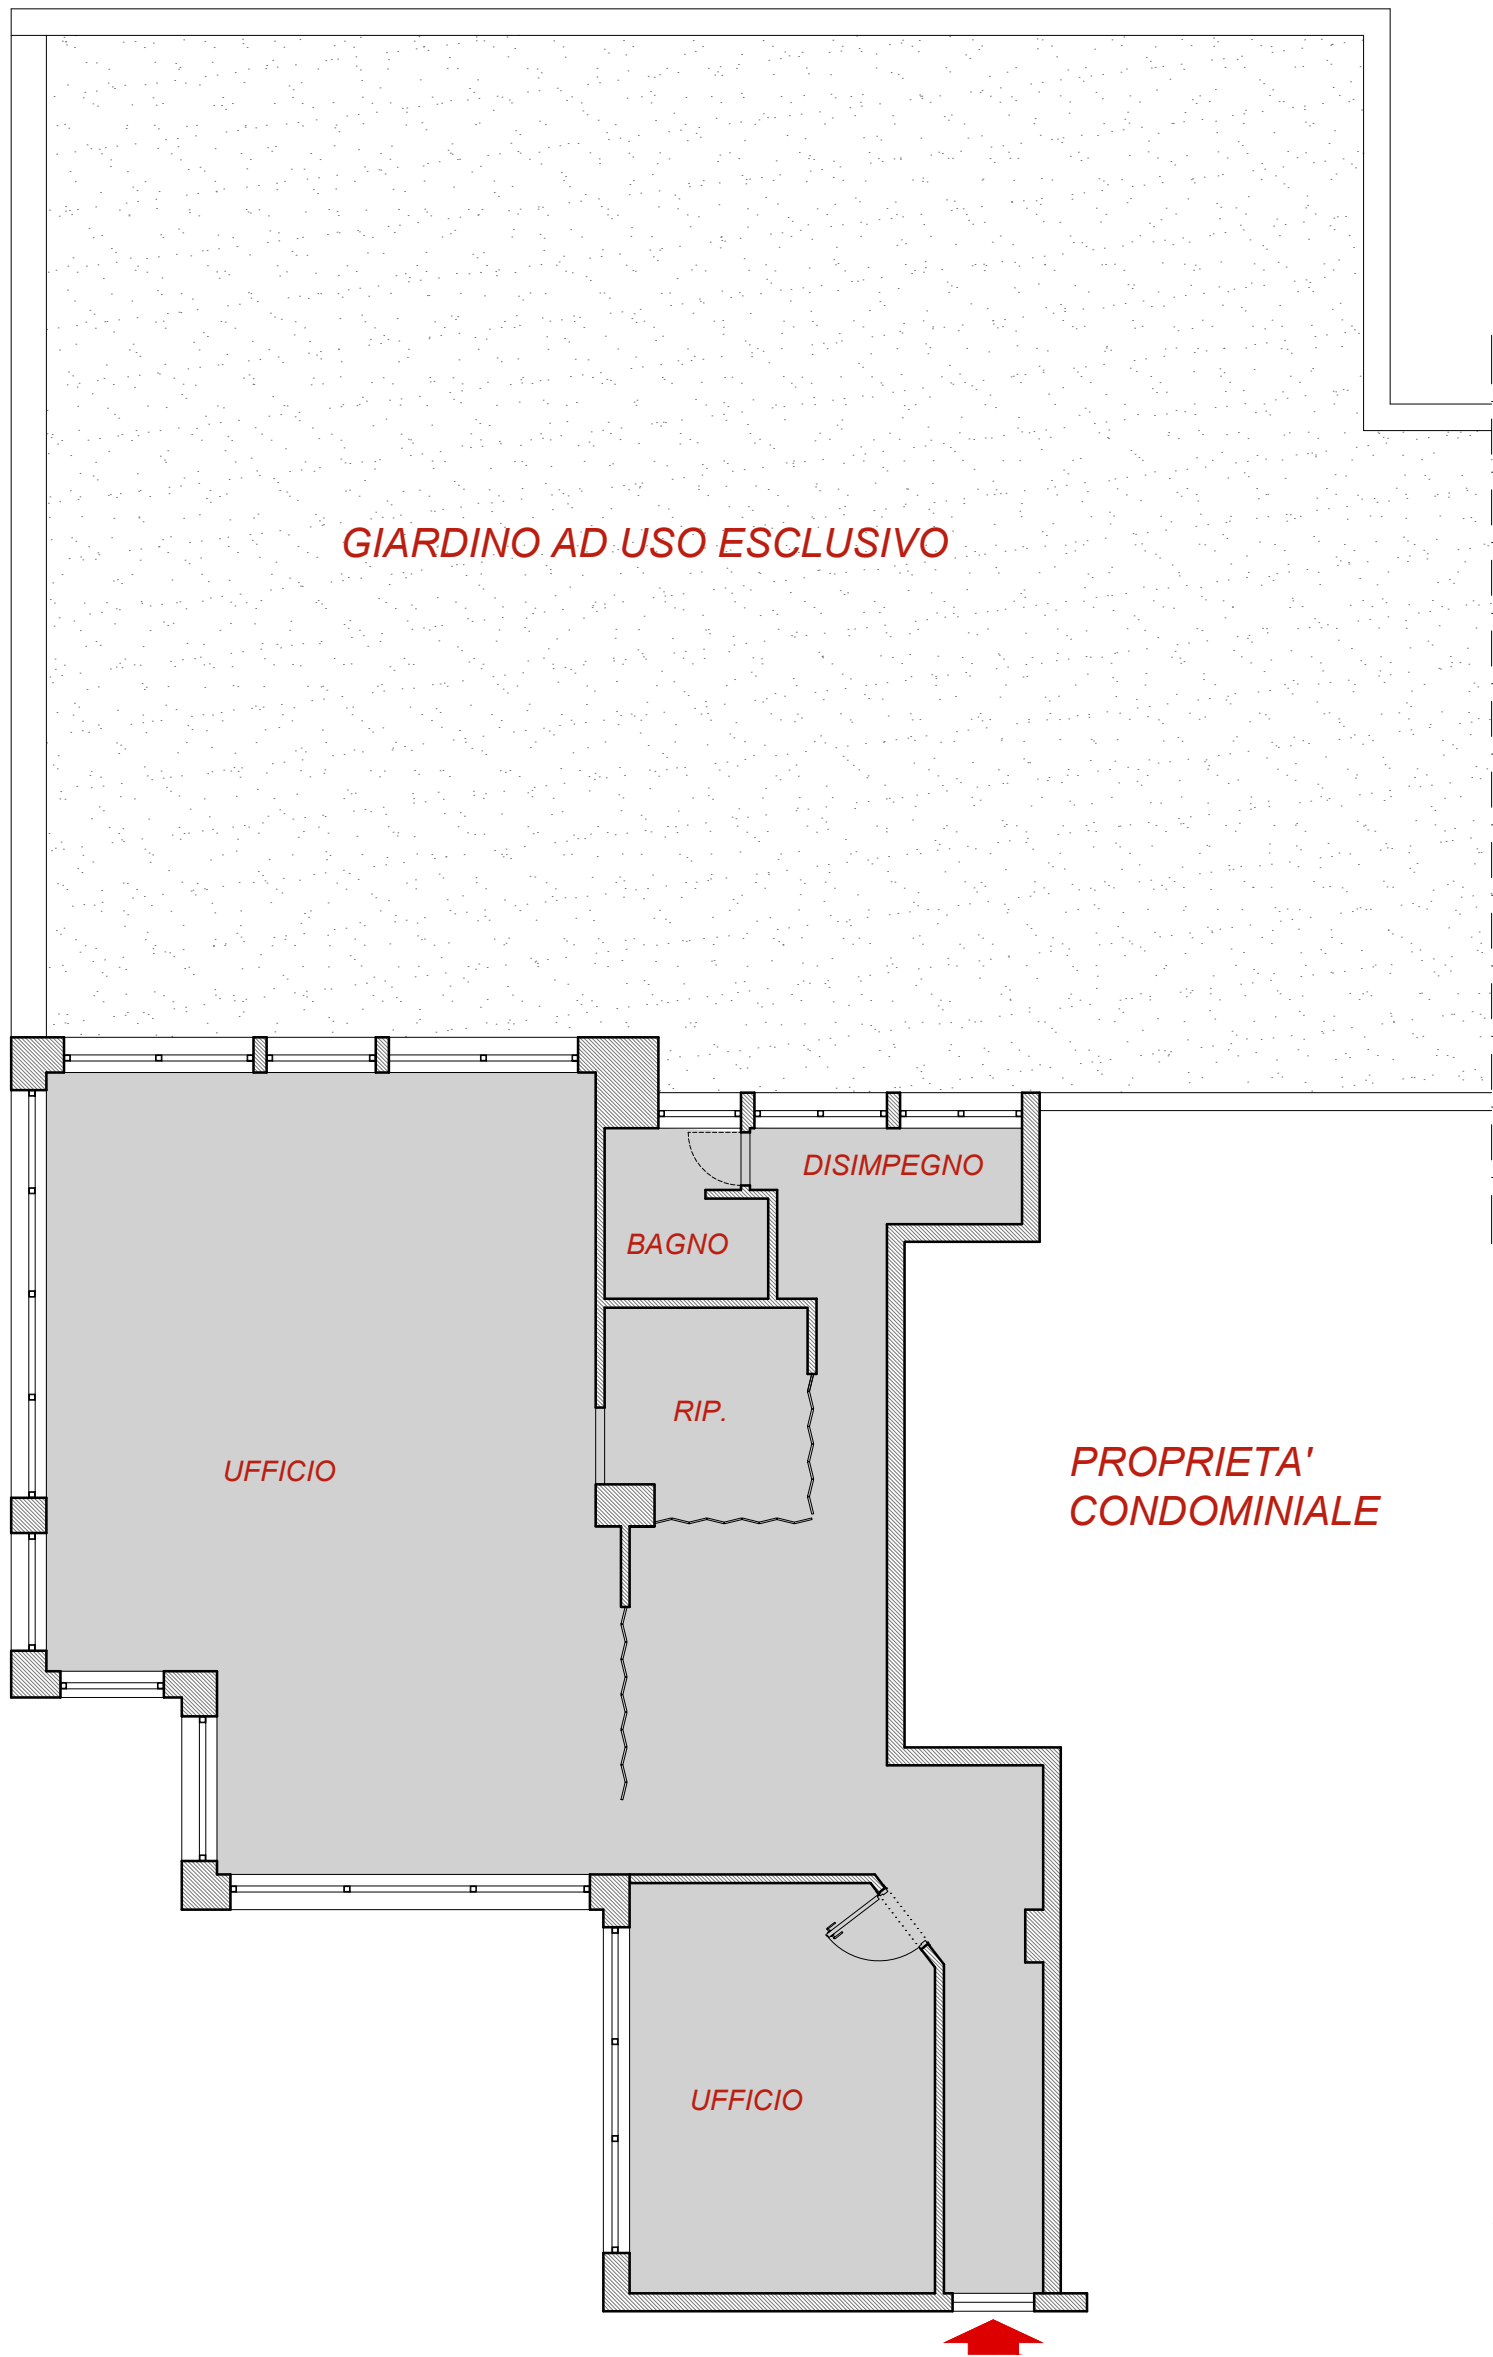 GIARDINO AD USO ESCLUSIVO
DISIMPEGNO
BAGNO
RIP.
UFFICIO
PROPRIETA'
CONDOMINIALE
UFFICIO